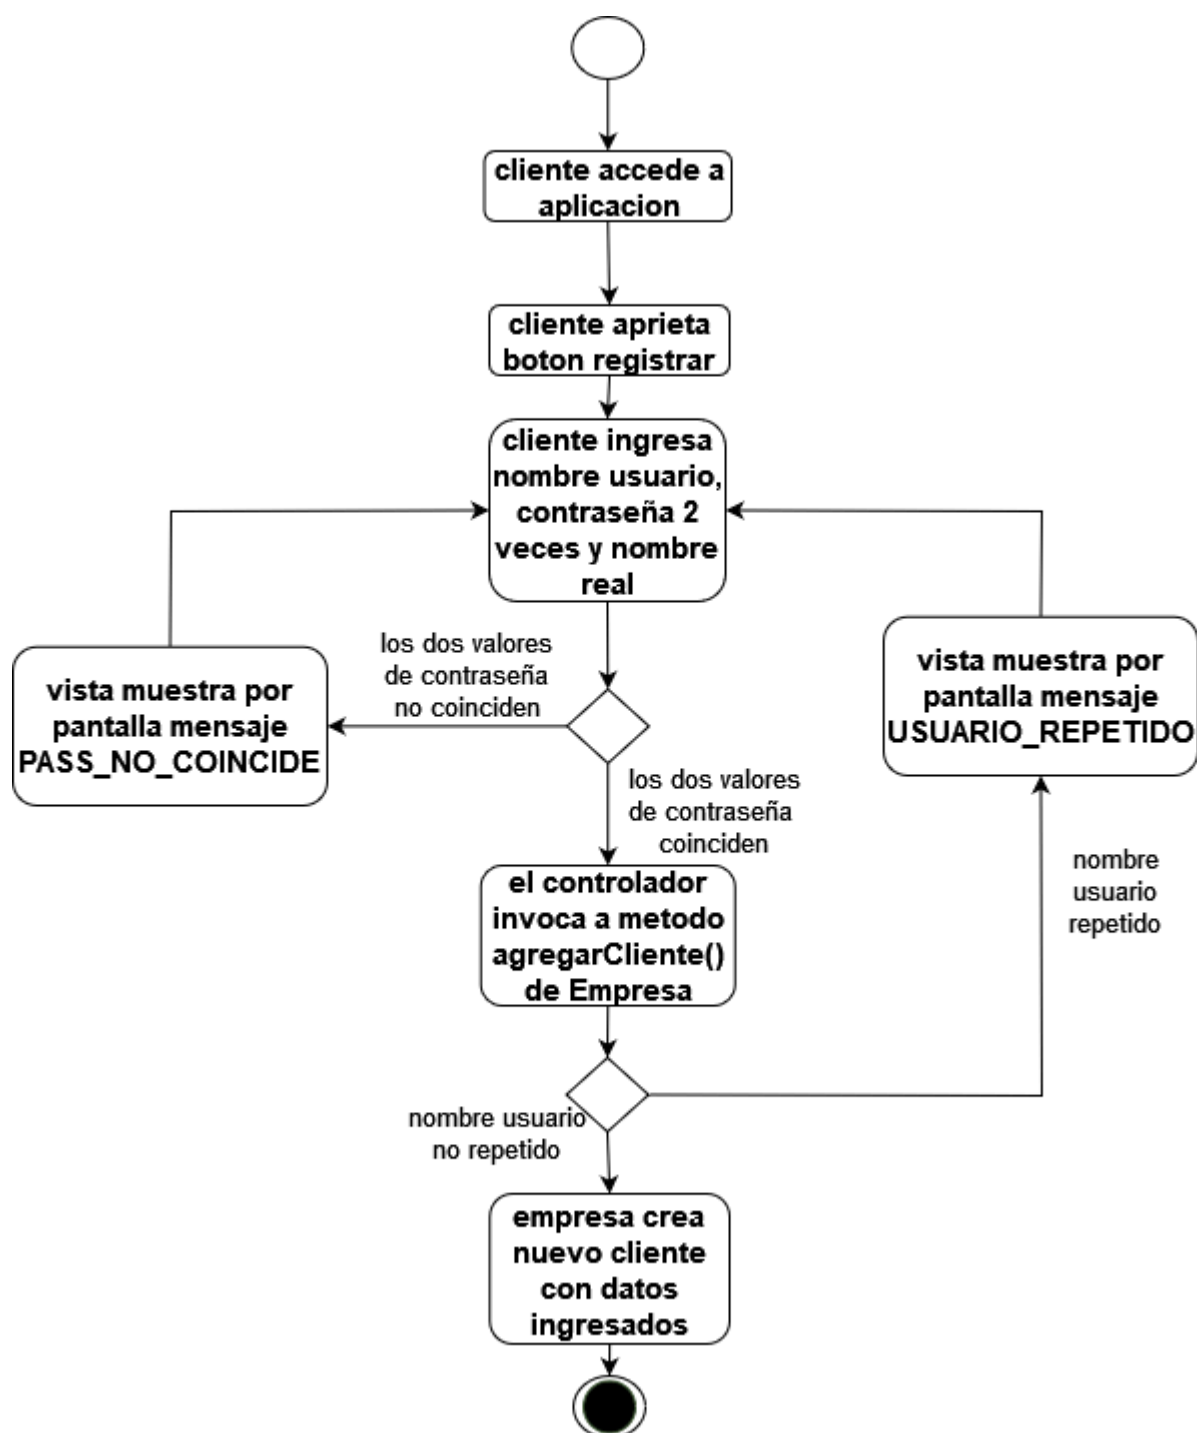 cliente accede a
aplicacion
cliente aprieta
boton registrar
cliente ingresa
nombre usuario,
contraseña 2
veces y nombre
real
los dos valores
de contraseña
no coinciden
vista muestra por
pantalla mensaje
PASS_NO_COINCIDE
vista muestra por
pantalla mensaje
USUARIO_REPETIDO
los dos valores
de contraseña
coinciden
el controlador
invoca a metodo
agregarCliente()
de Empresa
nombre
usuario
repetido
nombre usuario
no repetido
empresa crea
nuevo cliente
con datos
ingresados